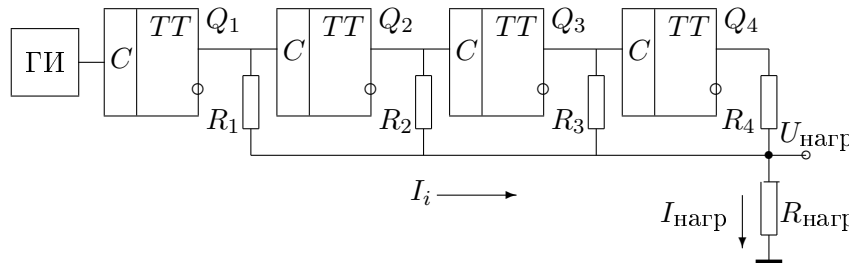 ГИ
C
TT
Q₁
C
TT
Q₂
C
TT
Q₃
C
TT
Q₄
R₁
R₂
R₃
R₄
Uнагр
Iᵢ
Iнагр
Rнагр